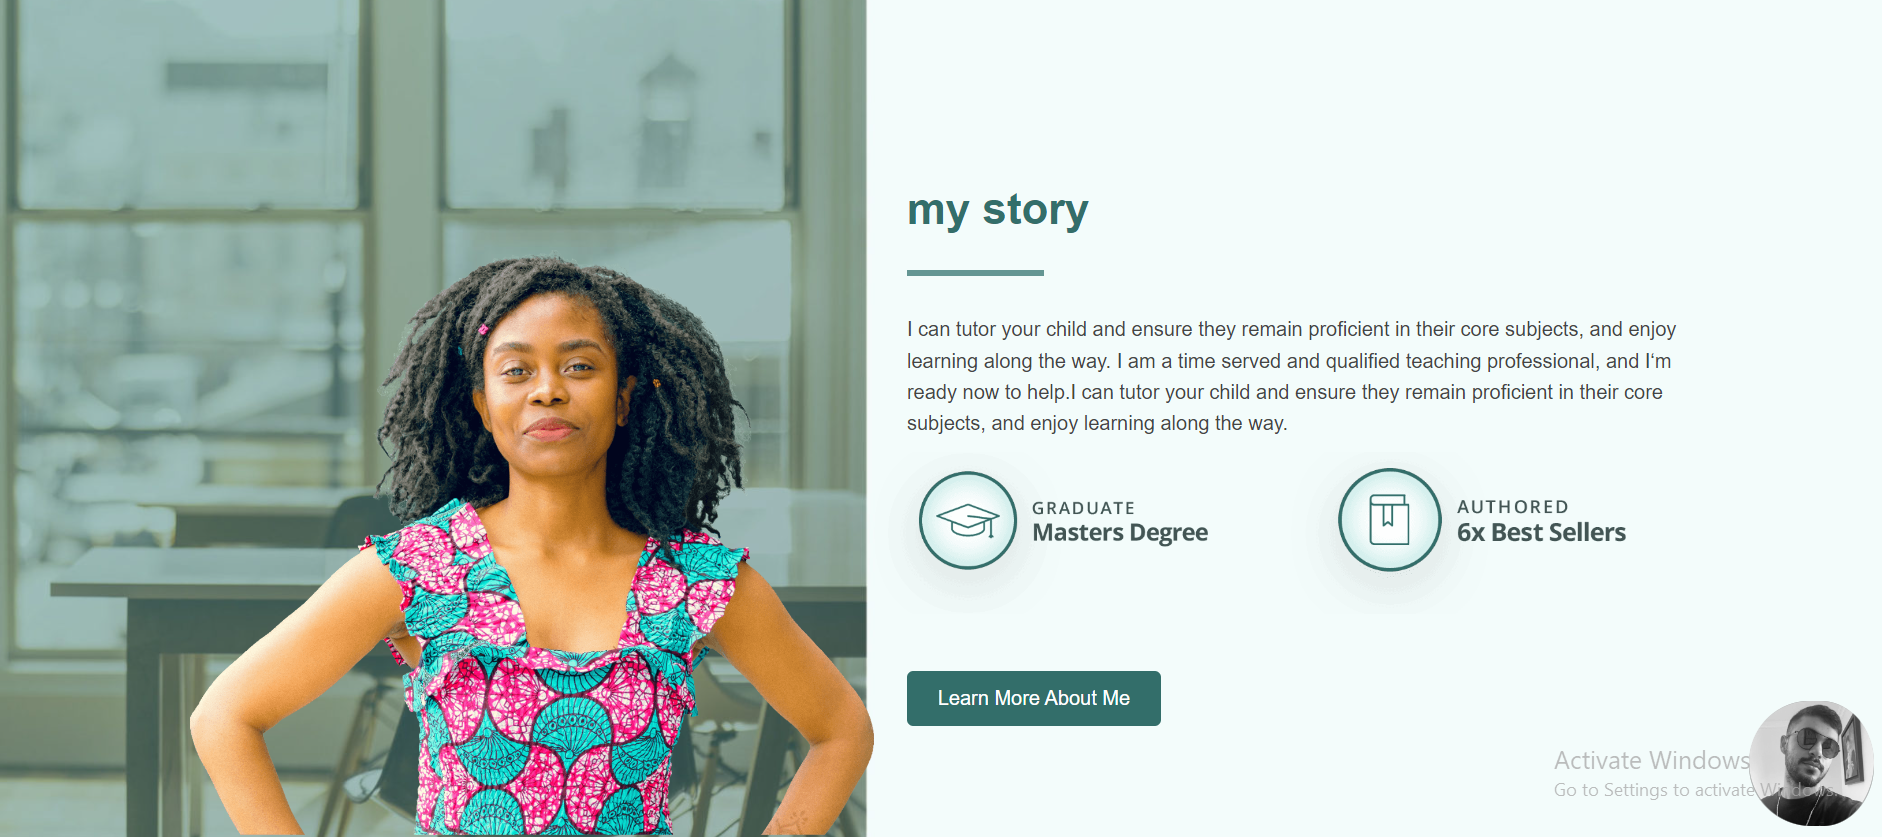 my story
I can tutor your child and ensure they remain proficient in their core subjects, and enjoy
learning along the way. I am a time served and qualified teaching professional, and I'm
ready now to help.I can tutor your child and ensure they remain proficient in their core
subjects, and enjoy learning along the way.
GRADUATE
Masters Degree
AUTHORED
6x Best Sellers
Learn More About Me
Activate Windows
Go to Settings to activate Windows.